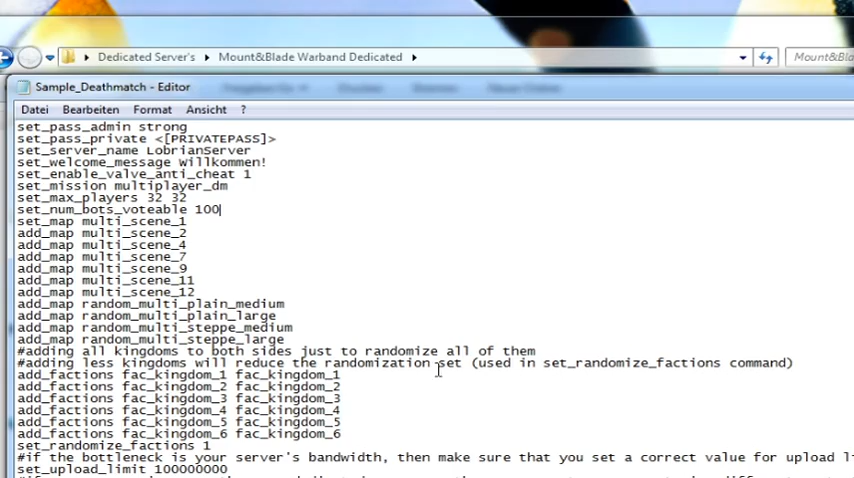 Dedicated Server's Mount&Blade Warband Dedicated Mount&Bla
Sample_Deathmatch - Editor
Datei Bearbeiten Format Ansicht ?
set_pass_admin strong
set_pass_private <[PRIVATEPASS]>
set_server_name LobrianServer
set_welcome_message Willkommen!
set_enable_valve_anti_cheat 1
set_mission multiplayer_dm
set_max_players 32 32
set_num_bots_voteable 100
set_map multi_scene_1
add_map multi_scene_2
add_map multi_scene_4
add_map multi_scene_7
add_map multi_scene_9
add_map multi_scene_11
add_map multi_scene_12
add_map random_multi_plain_medium
add_map random_multi_plain_large
add_map random_multi_steppe_medium
add_map random_multi_steppe_large
#adding all kingdoms to both sides just to randomize all of them
#adding less kingdoms will reduce the randomization set (used in set_randomize_factions command)
add_factions fac_kingdom_1 fac_kingdom_1
add_factions fac_kingdom_2 fac_kingdom_2
add_factions fac_kingdom_3 fac_kingdom_3
add_factions fac_kingdom_4 fac_kingdom_4
add_factions fac_kingdom_5 fac_kingdom_5
add_factions fac_kingdom_6 fac_kingdom_6
set_randomize_factions 1
#if the bottleneck is your server's bandwidth, then make sure that you set a correct value for upload li
set_upload_limit 100000000